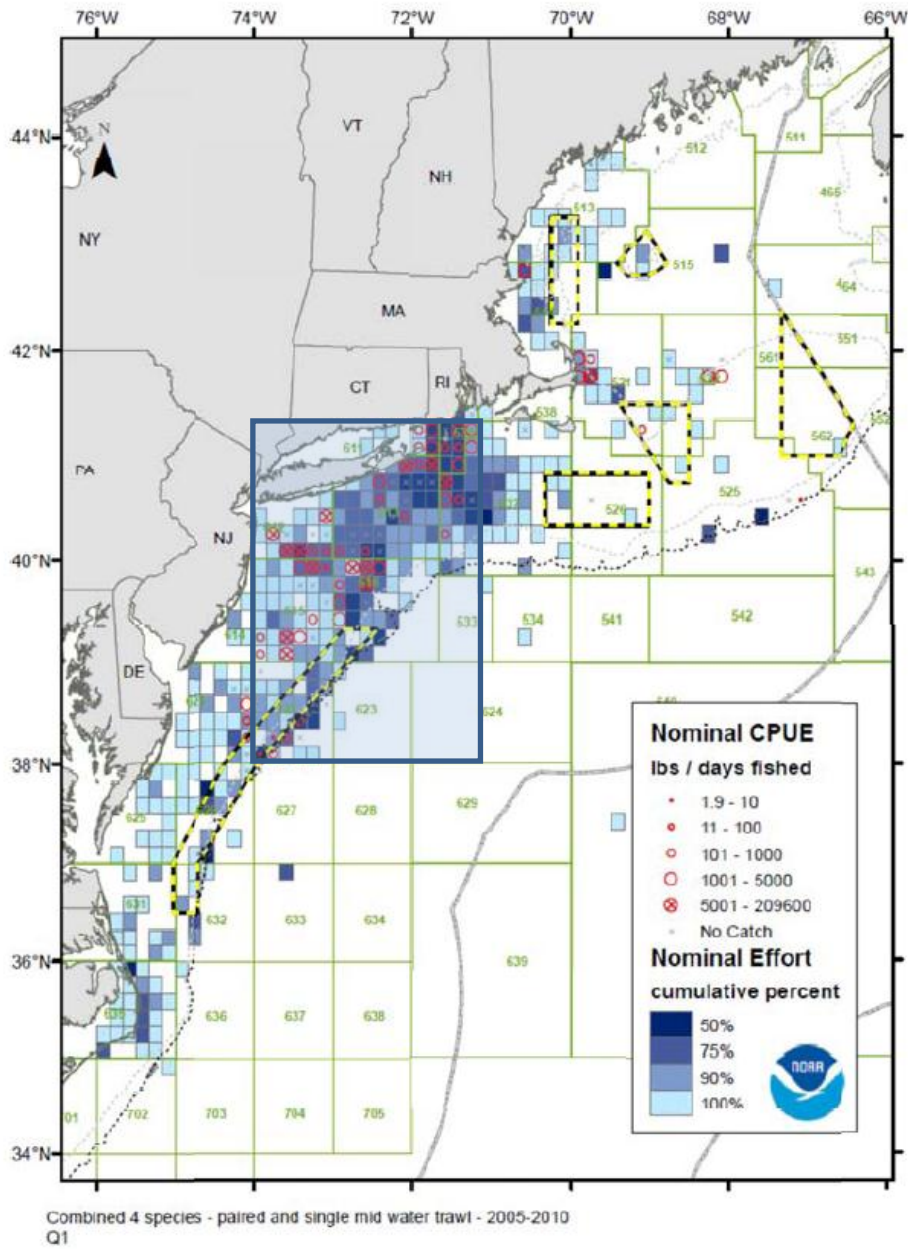 76°W 74°W 72°W 70°W 68°W 66°W
44°N
42°N
40°N
38°N
36°N
34°N
N
VT
NH
NY
MA
CT
RI
PA
NJ
DE
511
512
513
515
465
464
551
561
562
538
526
525
543
533
534
541
542
614
623
624
625
627
628
629
631
632
633
634
639
636
637
638
702
703
704
705
Nominal CPUE
lbs / days fished
1.9 - 10
11 - 100
101 - 1000
1001 - 5000
5001 - 209600
No Catch
Nominal Effort
cumulative percent
50%
75%
90%
100%
NOAA
Combined 4 species - paired and single mid water trawl - 2005-2010
Q1